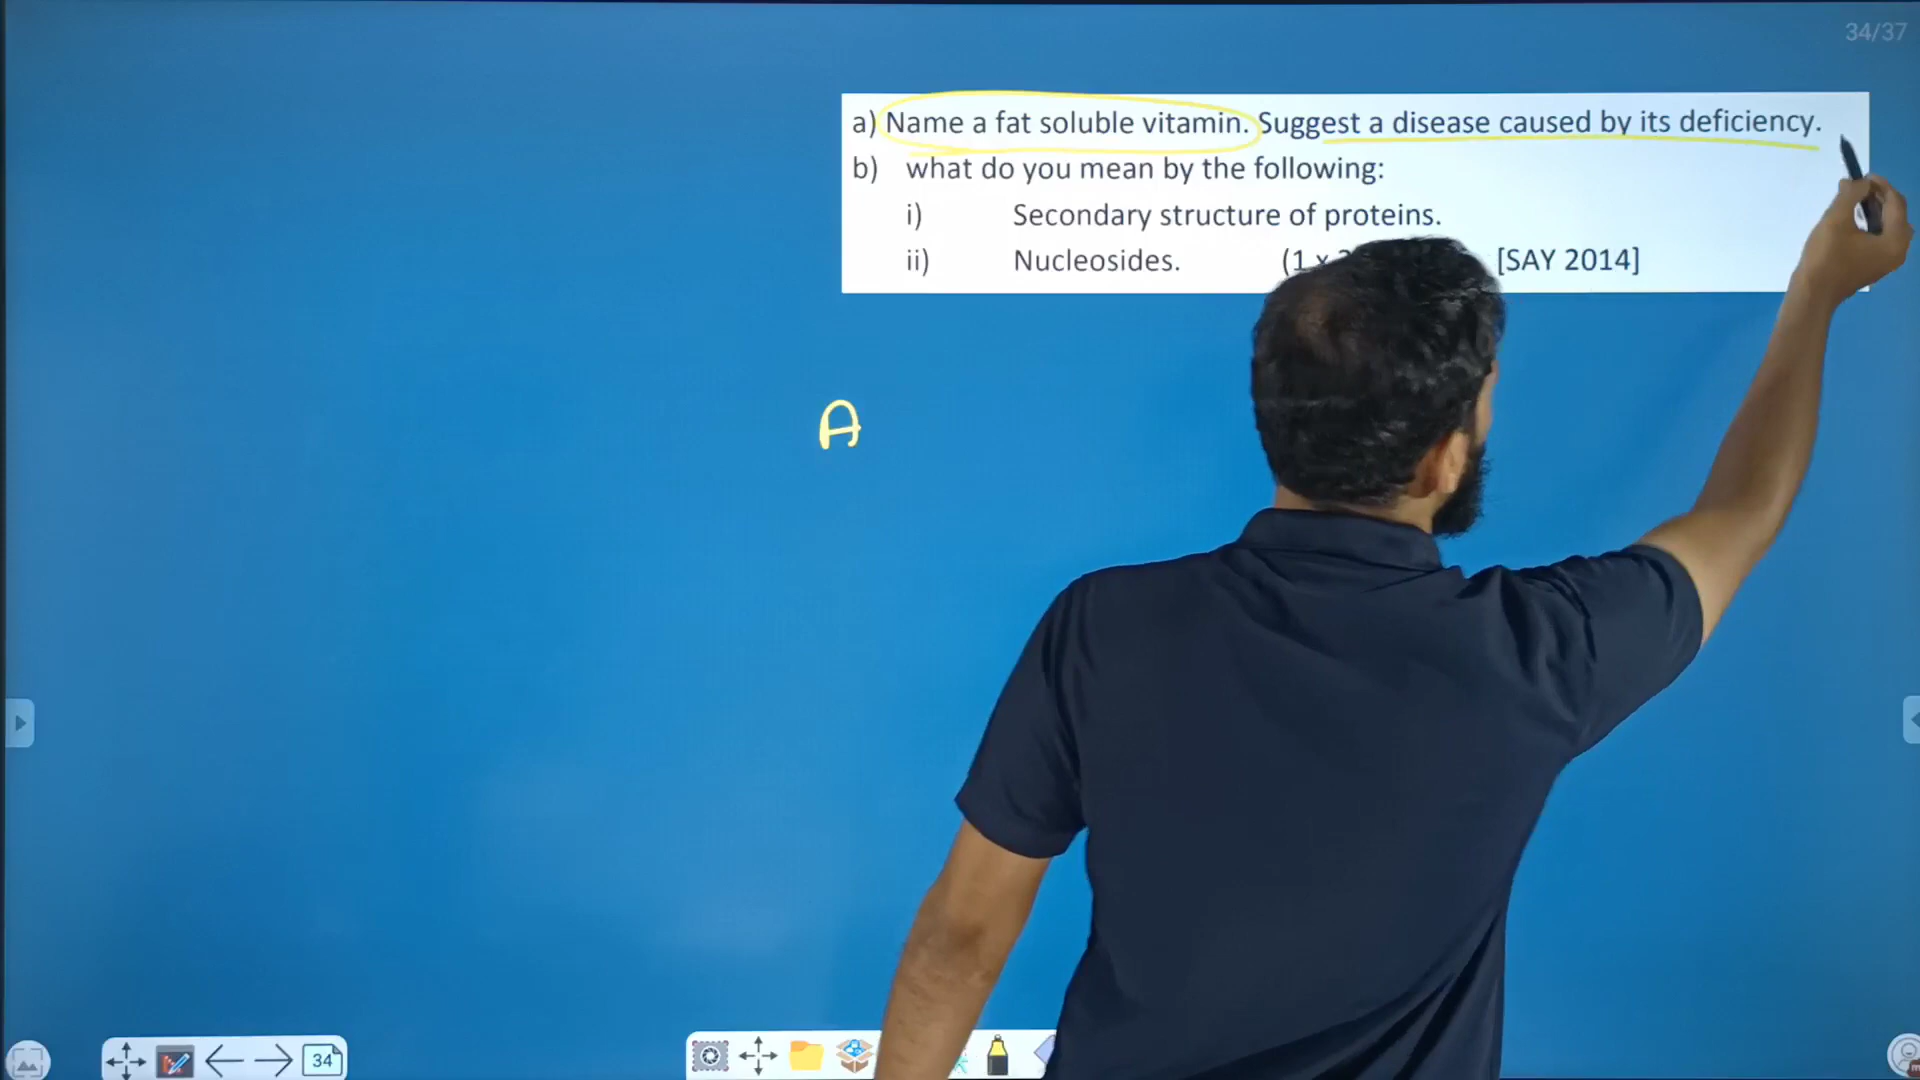 34/37
a) Name a fat soluble vitamin. Suggest a disease caused by its deficiency.
b) what do you mean by the following:
i) Secondary structure of proteins.
ii) Nucleosides. (1 x [SAY 2014]
A
34